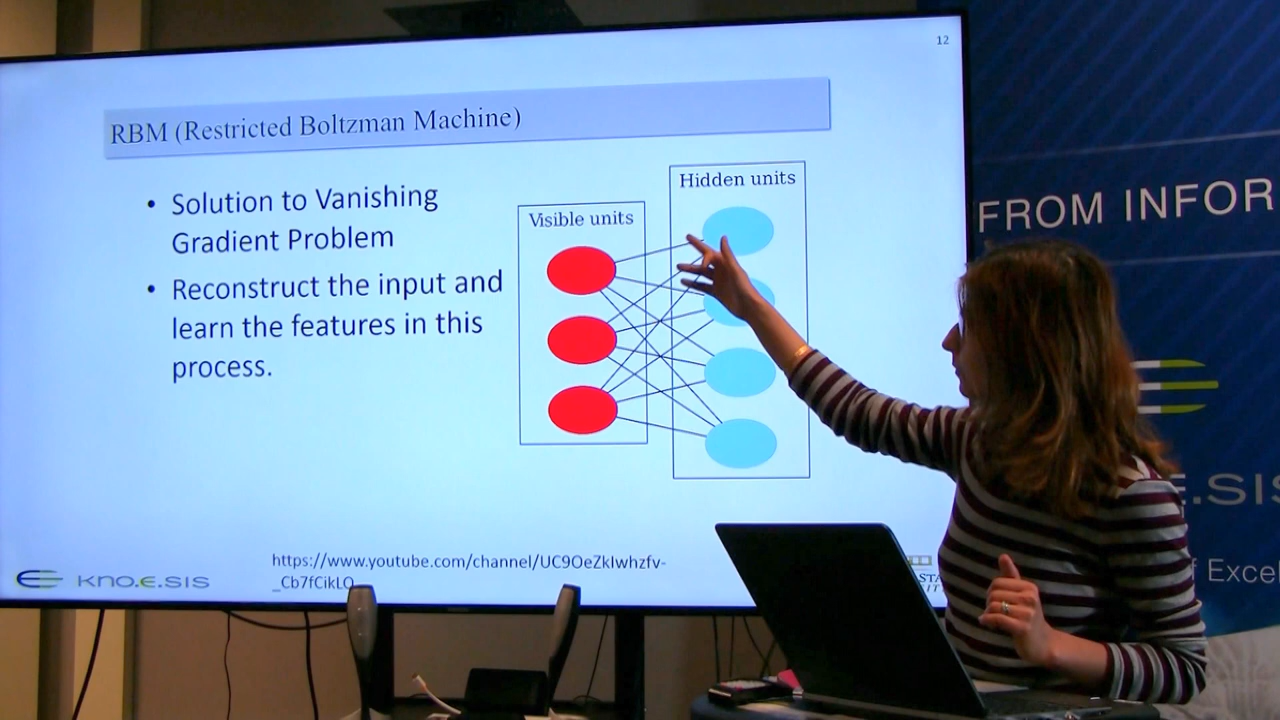 12
RBM (Restricted Boltzman Machine)
• Solution to Vanishing
Gradient Problem
• Reconstruct the input and
learn the features in this
process.
Visible units
Hidden units
https://www.youtube.com/channel/UC9OeZkIwhzfv-
_Cb7fCikLQ
KNO.E.SIS
FROM INFOR
E.SIS
f Excel